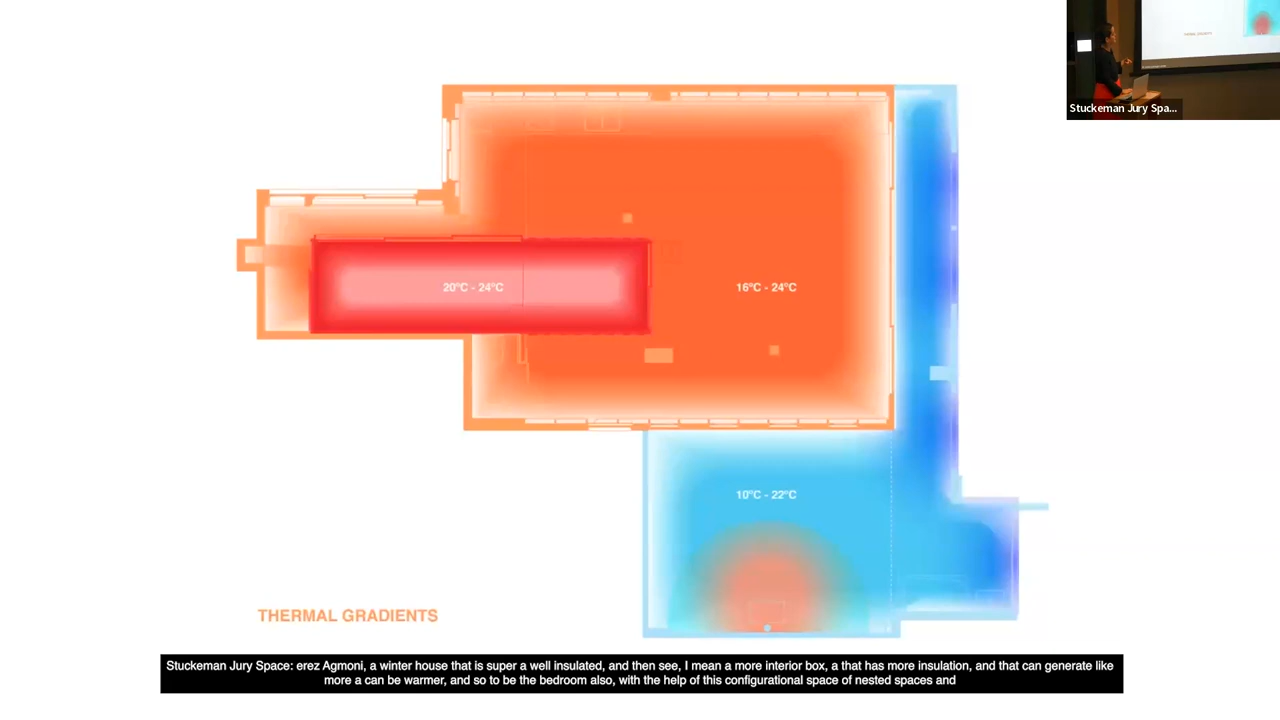 Stuckeman Jury Spa...
20°C - 24°C
16°C - 24°C
10°C - 22°C
THERMAL GRADIENTS
Stuckeman Jury Space: erez Agmoni, a winter house that is super a well insulated, and then see, I mean a more interior box, a that has more insulation, and that can generate like
more a can be warmer, and so to be the bedroom also, with the help of this configurational space of nested spaces and